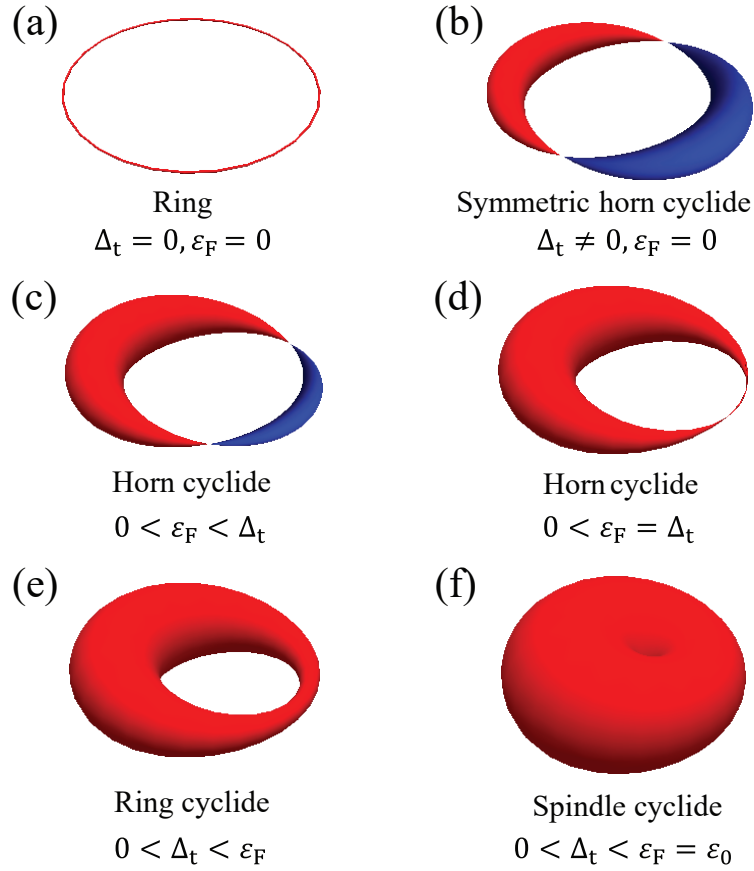 (a)
Ring
Δt = 0, εF = 0
(b)
Symmetric horn cyclide
Δt ≠ 0, εF = 0
(c)
Horn cyclide
0 < εF < Δt
(d)
Horn cyclide
0 < εF = Δt
(e)
Ring cyclide
0 < Δt < εF
(f)
Spindle cyclide
0 < Δt < εF = ε0